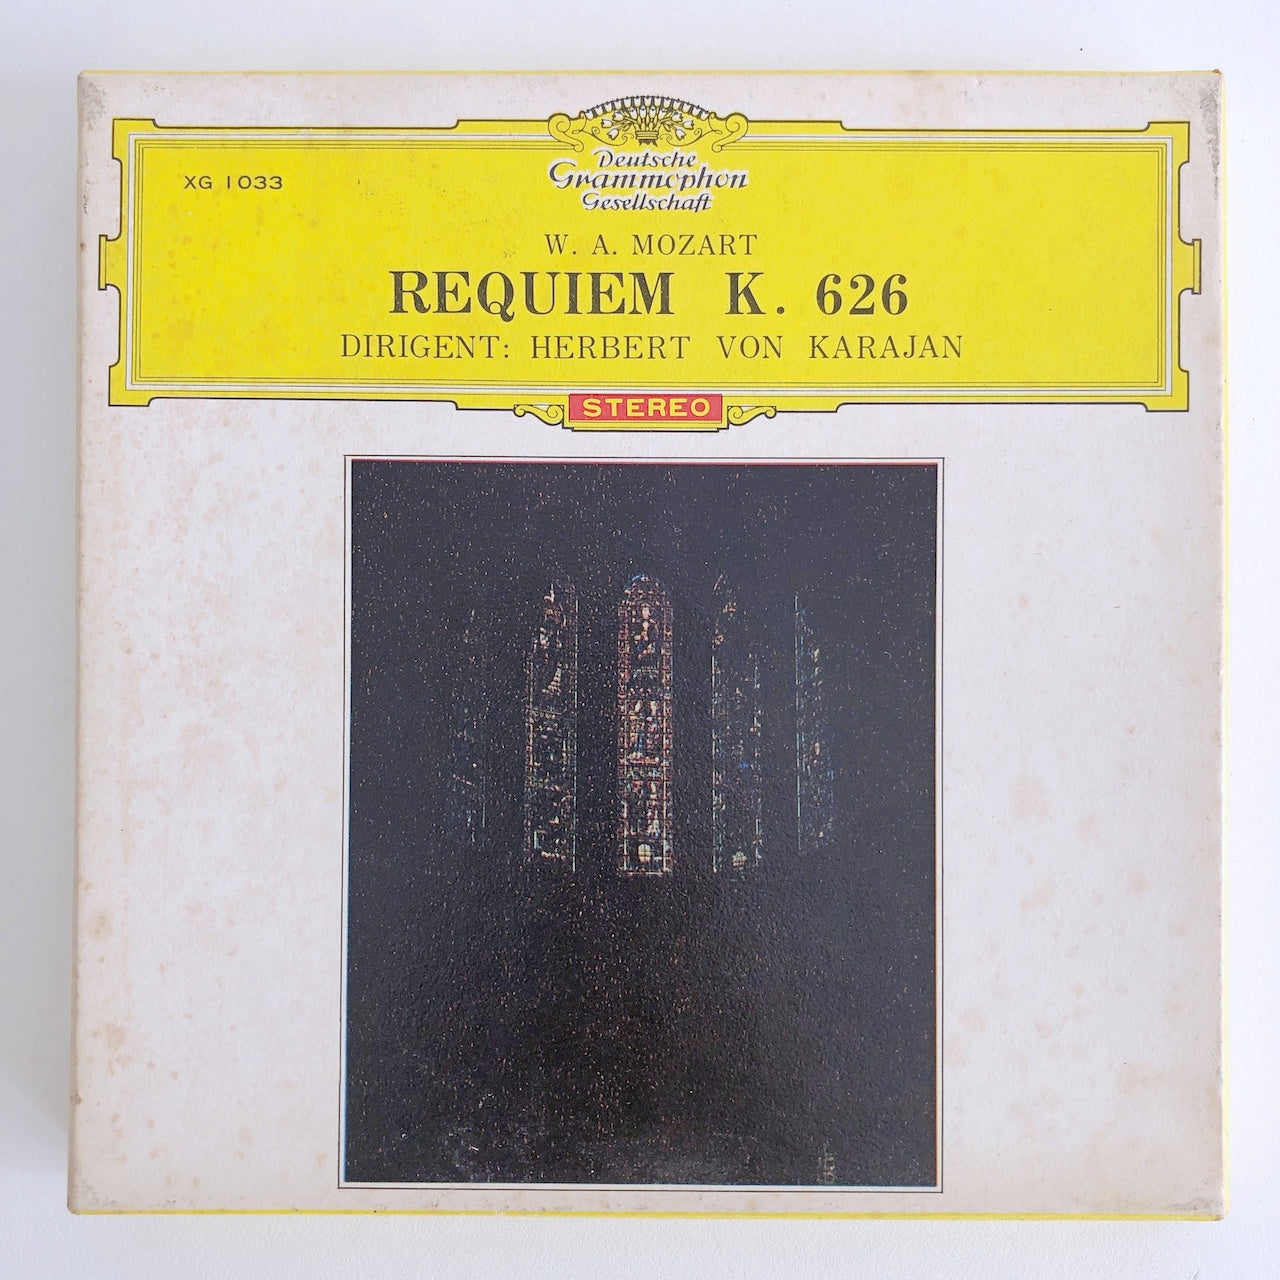 XG 1033
Deutsche
Grammophon
Gesellschaft
W. A. MOZART
REQUIEM K. 626
DIRIGENT: HERBERT VON KARAJAN
STEREO